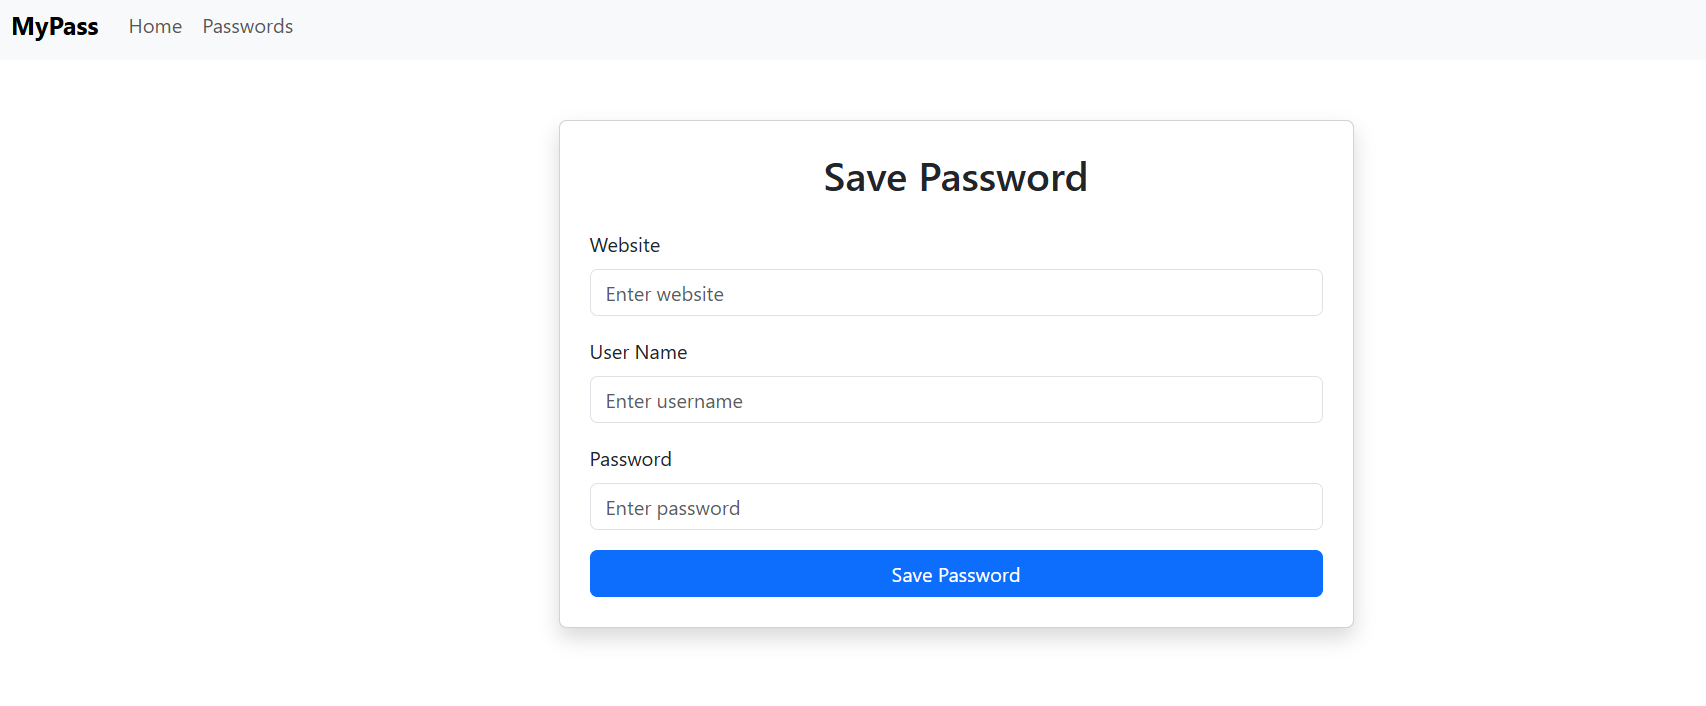 MyPass Home Passwords
Save Password
Website
Enter website
User Name
Enter username
Password
Enter password
Save Password